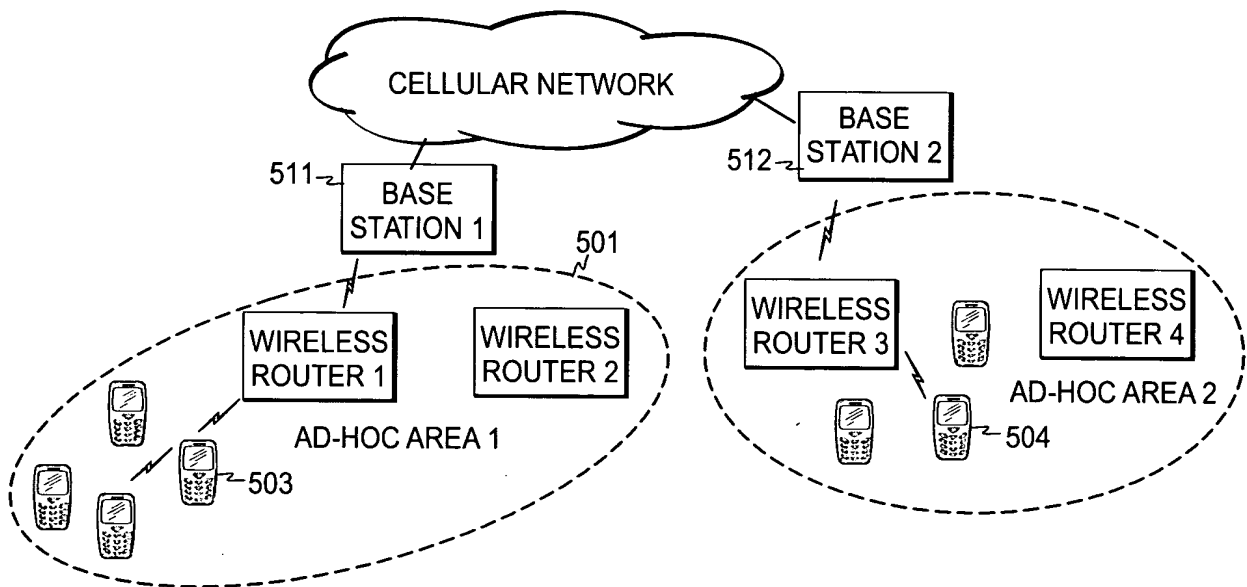 CELLULAR NETWORK
511
BASE
STATION 1
512
BASE
STATION 2
501
WIRELESS
ROUTER 1
WIRELESS
ROUTER 2
AD-HOC AREA 1
503
WIRELESS
ROUTER 3
WIRELESS
ROUTER 4
AD-HOC AREA 2
504